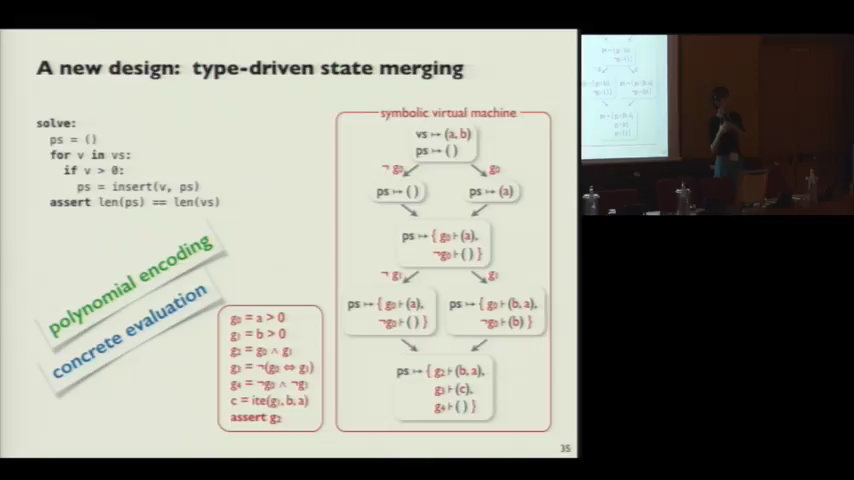 A new design: type-driven state merging
solve:
ps = ()
for v in vs:
if v > 0:
ps = insert(v, ps)
assert len(ps) == len(vs)
polynomial encoding
concrete evaluation
g₀ = a > 0
g₁ = b > 0
g₂ = g₀ ∧ g₁
g₃ = ¬(g₀ ⇔ g₁)
g₄ = ¬g₀ ∧ ¬g₁
c = ite(g₁, b, a)
assert g₂
symbolic virtual machine
vs ↦ (a, b)
ps ↦ ( )
¬ g₀
g₀
ps ↦ ( )
ps ↦ (a)
ps ↦ { g₀ ⊢ (a),
¬g₀ ⊢ ( ) }
¬ g₁
g₁
ps ↦ { g₀ ⊢ (a),
¬g₀ ⊢ ( ) }
ps ↦ { g₀ ⊢ (b, a),
¬g₀ ⊢ (b) }
ps ↦ { g₂ ⊢ (b, a),
g₃ ⊢ (c),
g₄ ⊢ ( ) }
35